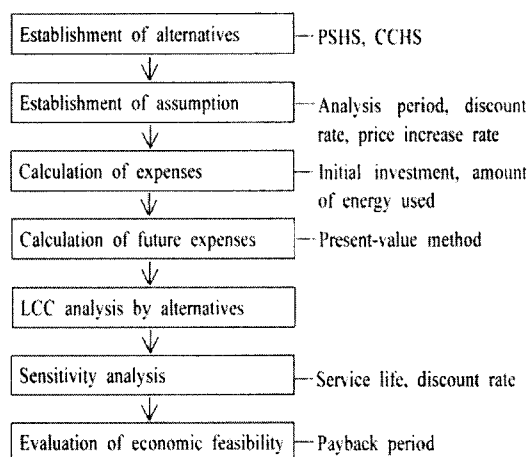 Establishment of alternatives
PSHS, CCHS
Establishment of assumption
Analysis period, discount
rate, price increase rate
Calculation of expenses
Initial investment, amount
of energy used
Calculation of future expenses
Present-value method
LCC analysis by alternatives
Sensitivity analysis
Service life, discount rate
Evaluation of economic feasibility
Payback period